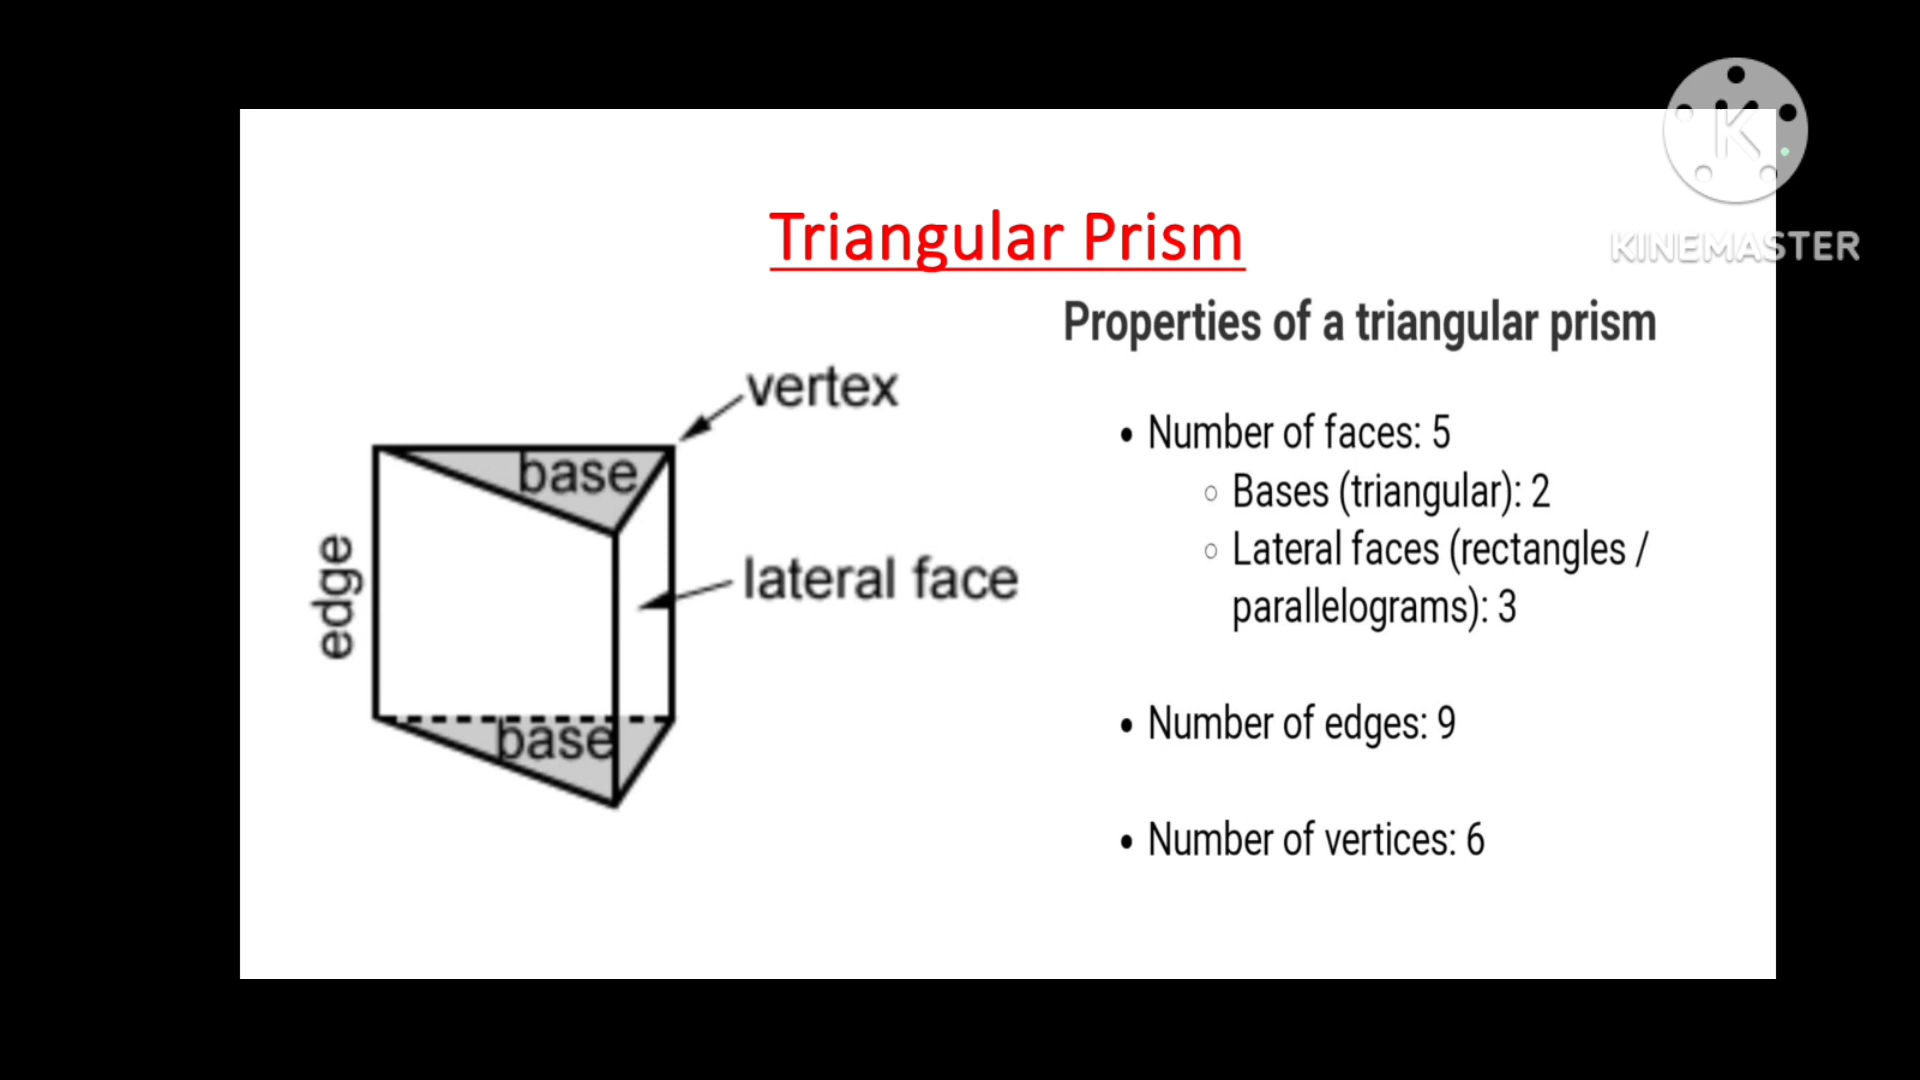 K
KINEMASTER
Triangular Prism
Properties of a triangular prism
vertex
base
edge
lateral face
base
• Number of faces: 5
○ Bases (triangular): 2
○ Lateral faces (rectangles /
parallelograms): 3
• Number of edges: 9
• Number of vertices: 6